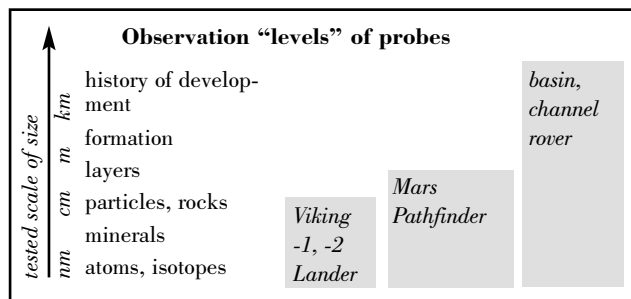 Observation “levels” of probes
tested scale of size
nm cm m km
history of develop-
ment
formation
layers
particles, rocks
minerals
atoms, isotopes
Viking
-1, -2
Lander
Mars
Pathfinder
basin,
channel
rover